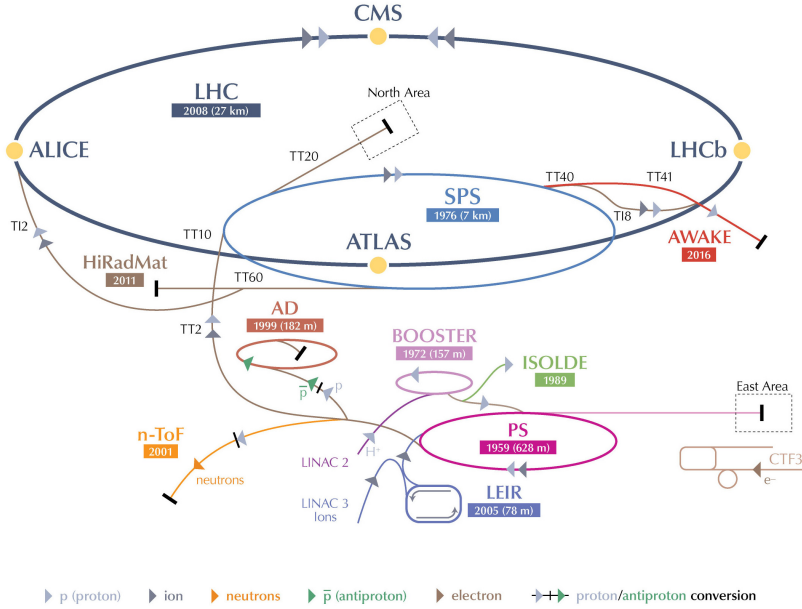 CMS
LHC
2008 (27 km)
North Area
ALICE
TT20
LHCb
TT40
TT41
SPS
1976 (7 km)
TI8
TI2
TT10
ATLAS
AWAKE
2016
HiRadMat
2011
TT60
AD
1999 (182 m)
TT2
BOOSTER
1972 (157 m)
ISOLDE
1989
p̅
p
East Area
n-ToF
2001
PS
1959 (628 m)
neutrons
LINAC 2
H⁺
CTF3
e⁻
LINAC 3
Ions
LEIR
2005 (78 m)
p (proton)
ion
neutrons
p̅ (antiproton)
electron
proton/antiproton conversion